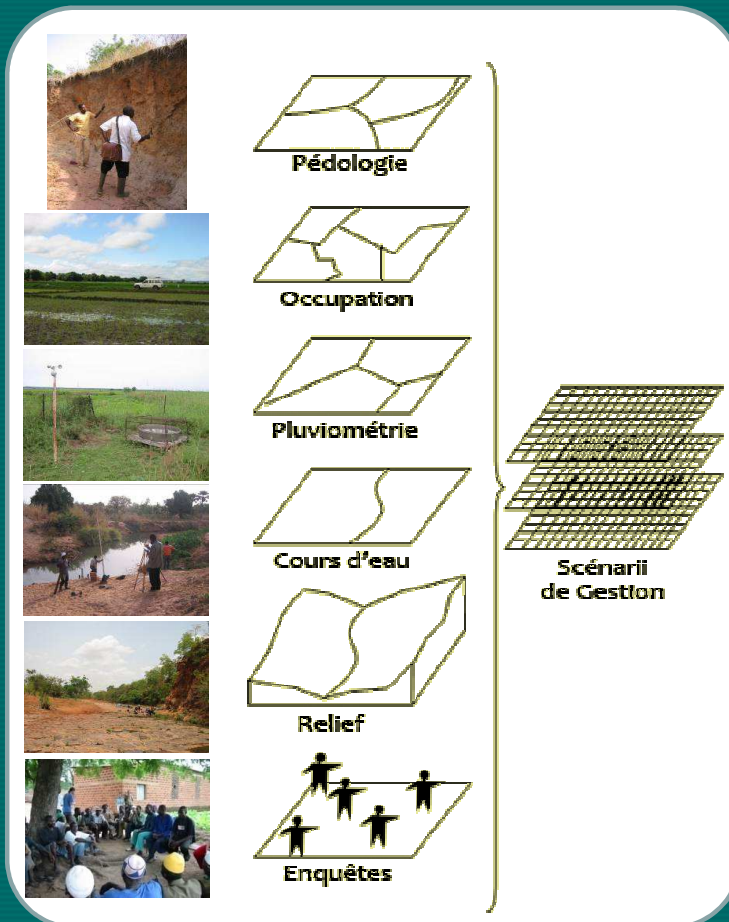 Pédologie
Occupation
Pluviométrie
Cours d'eau
Relief
Enquêtes
Scénarii
de Gestion